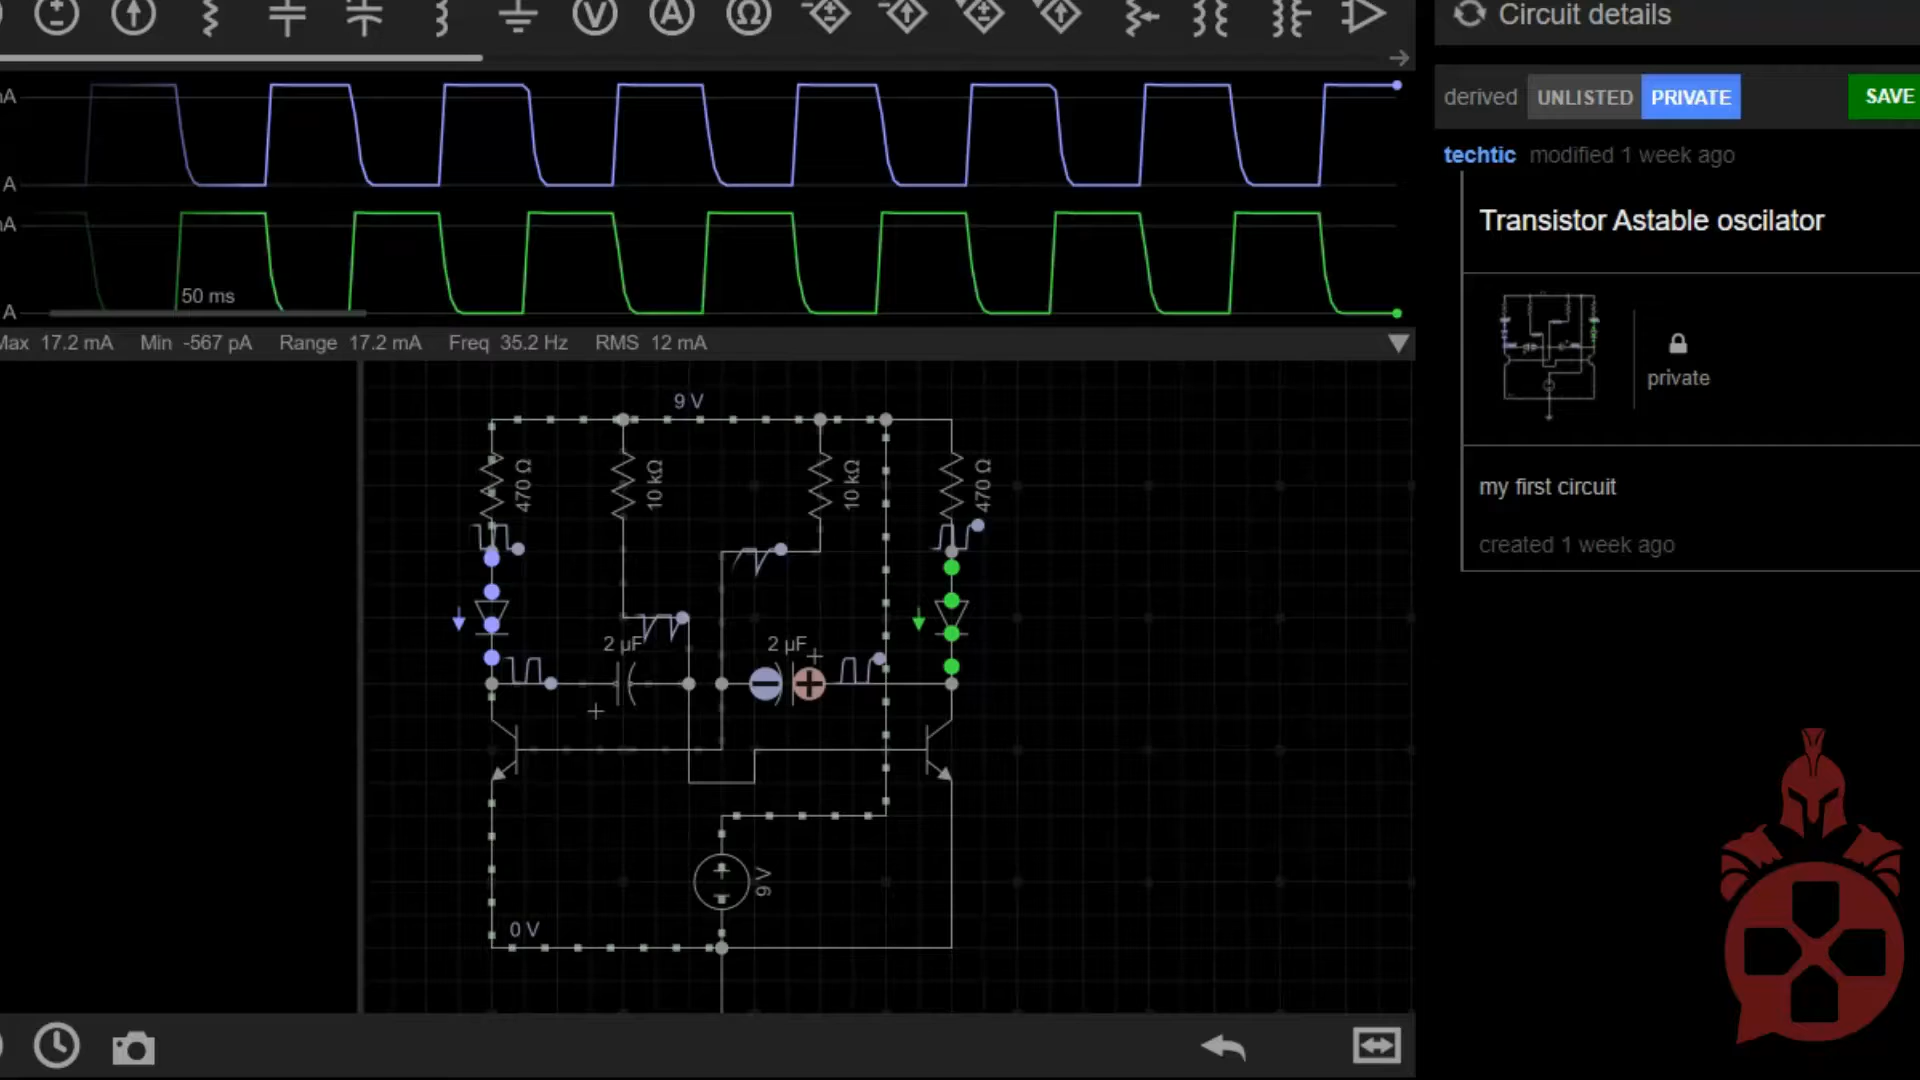 V
A
Ω
Circuit details
derived UNLISTED PRIVATE SAVE
techtic modified 1 week ago
Transistor Astable oscilator
private
my first circuit
created 1 week ago
mA
A
mA
50 ms
A
Max 17.2 mA Min -567 pA Range 17.2 mA Freq 35.2 Hz RMS 12 mA
9 V
470 Ω
10 kΩ
10 kΩ
470 Ω
2 µF
2 µF
9 V
0 V